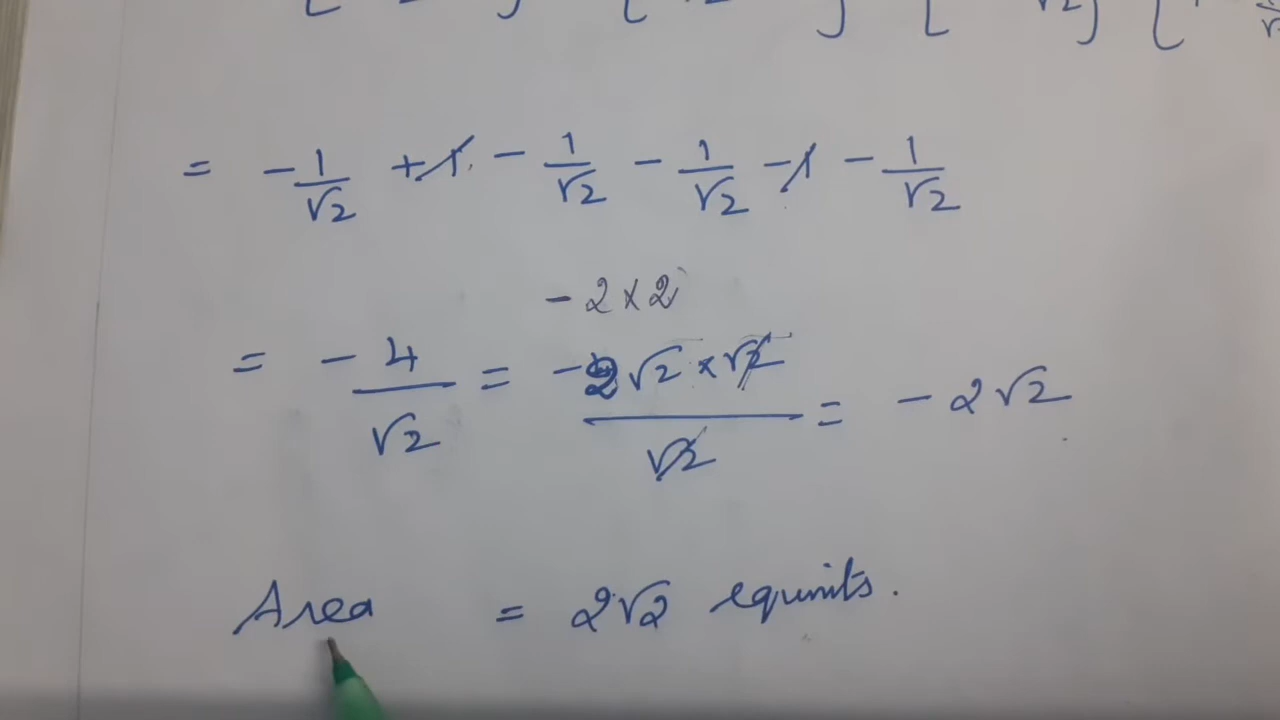 = -1/√2 +1 - 1/√2 - 1/√2 -1 - 1/√2
-2×2
= -4/√2 = -2√2×√2/√2 = -2√2
Area = 2√2 squnits.